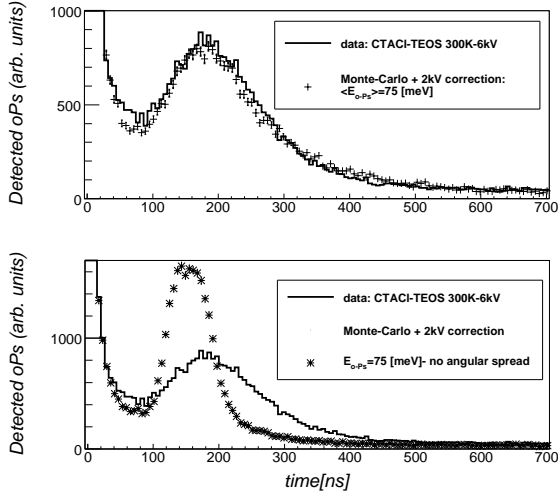 Detected oPs (arb. units)
1000
500
0
0 100 200 300 400 500 600 700
data: CTACI-TEOS 300K-6kV
Monte-Carlo + 2kV correction:
<E_o-Ps>>=75 [meV]
Detected oPs (arb. units)
1000
0
0 100 200 300 400 500 600 700
data: CTACI-TEOS 300K-6kV
Monte-Carlo + 2kV correction
E_o-Ps=75 [meV]- no angular spread
time[ns]